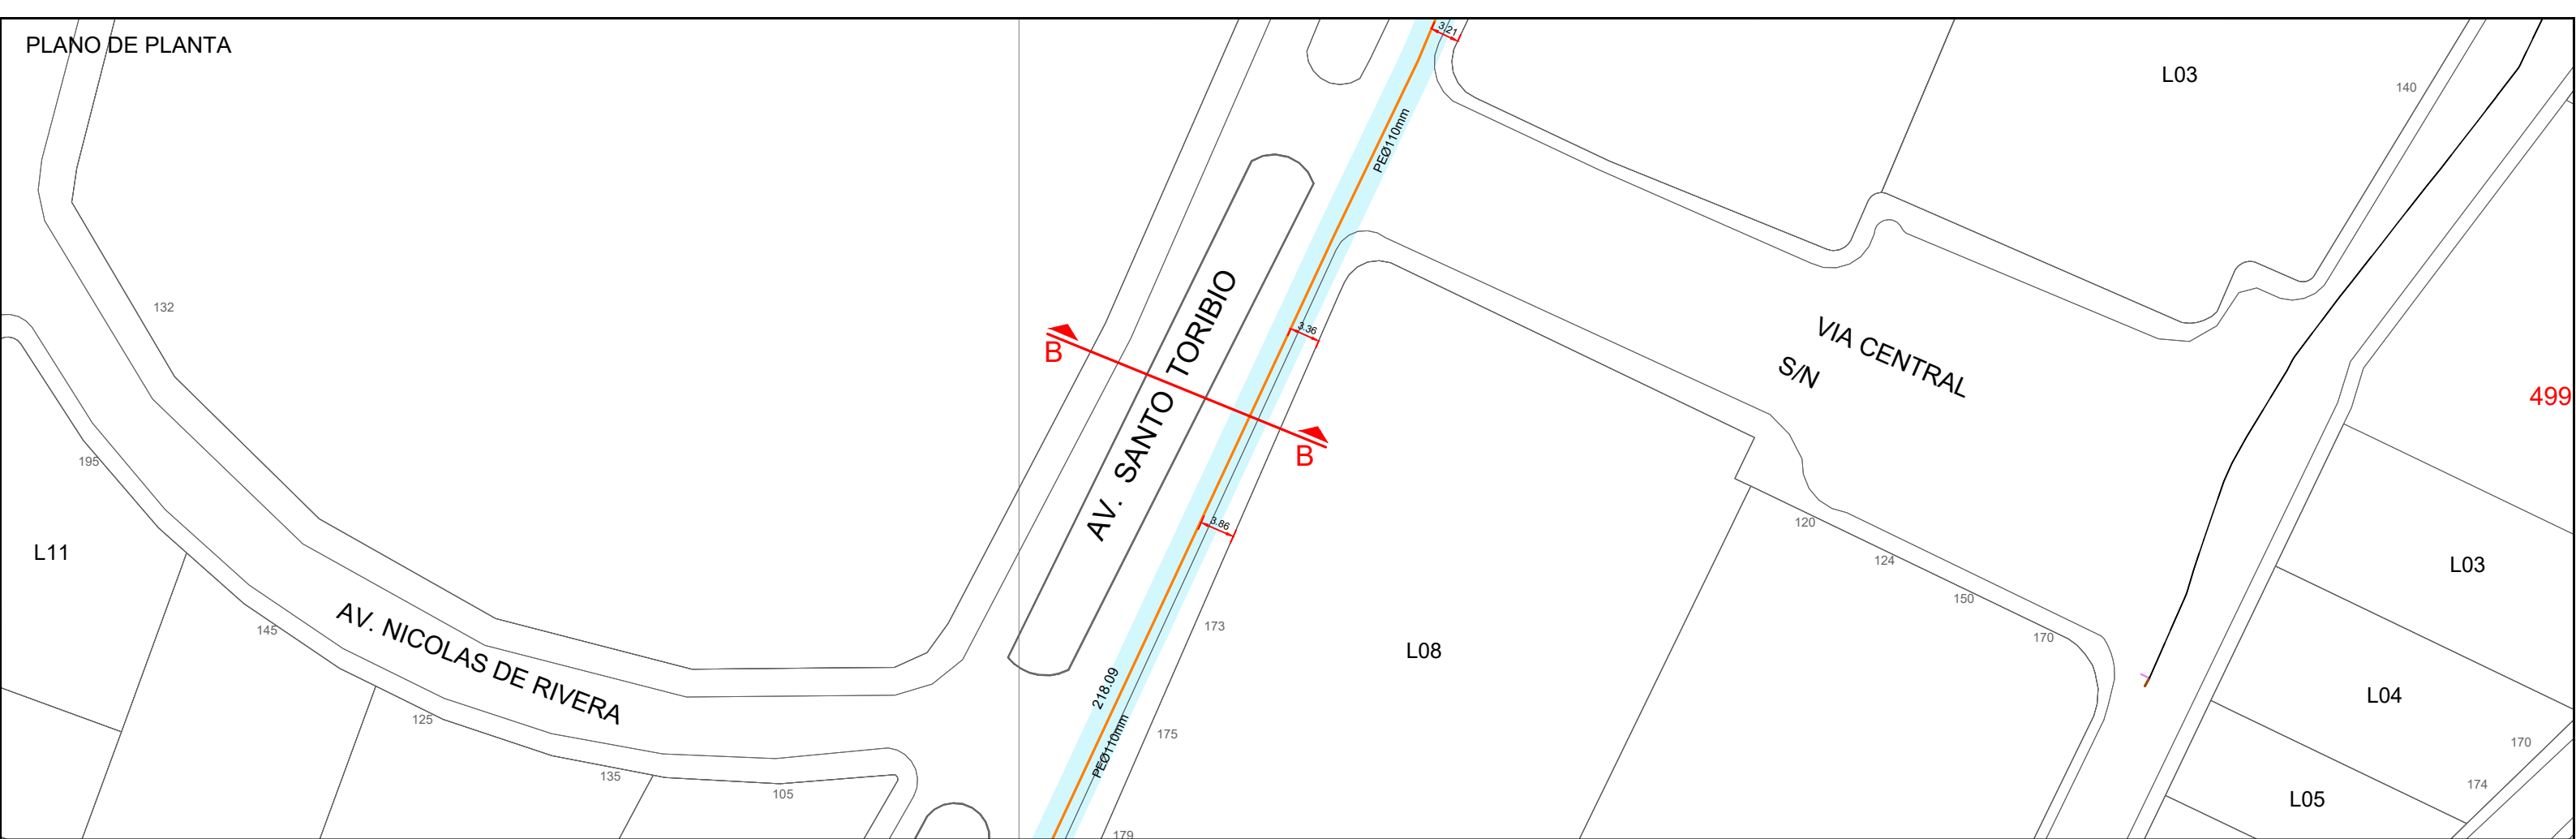 PLANO DE PLANTA
3.21
L03
140
PEØ110mm
132
3.36
B
AV. SANTO TORIBIO
VIA CENTRAL
S/N
499
B
195
3.86
120
L11
124
L03
150
AV. NICOLAS DE RIVERA
145
173
170
L08
218.09
L04
125
175
170
PEØ110mm
135
174
105
L05
179